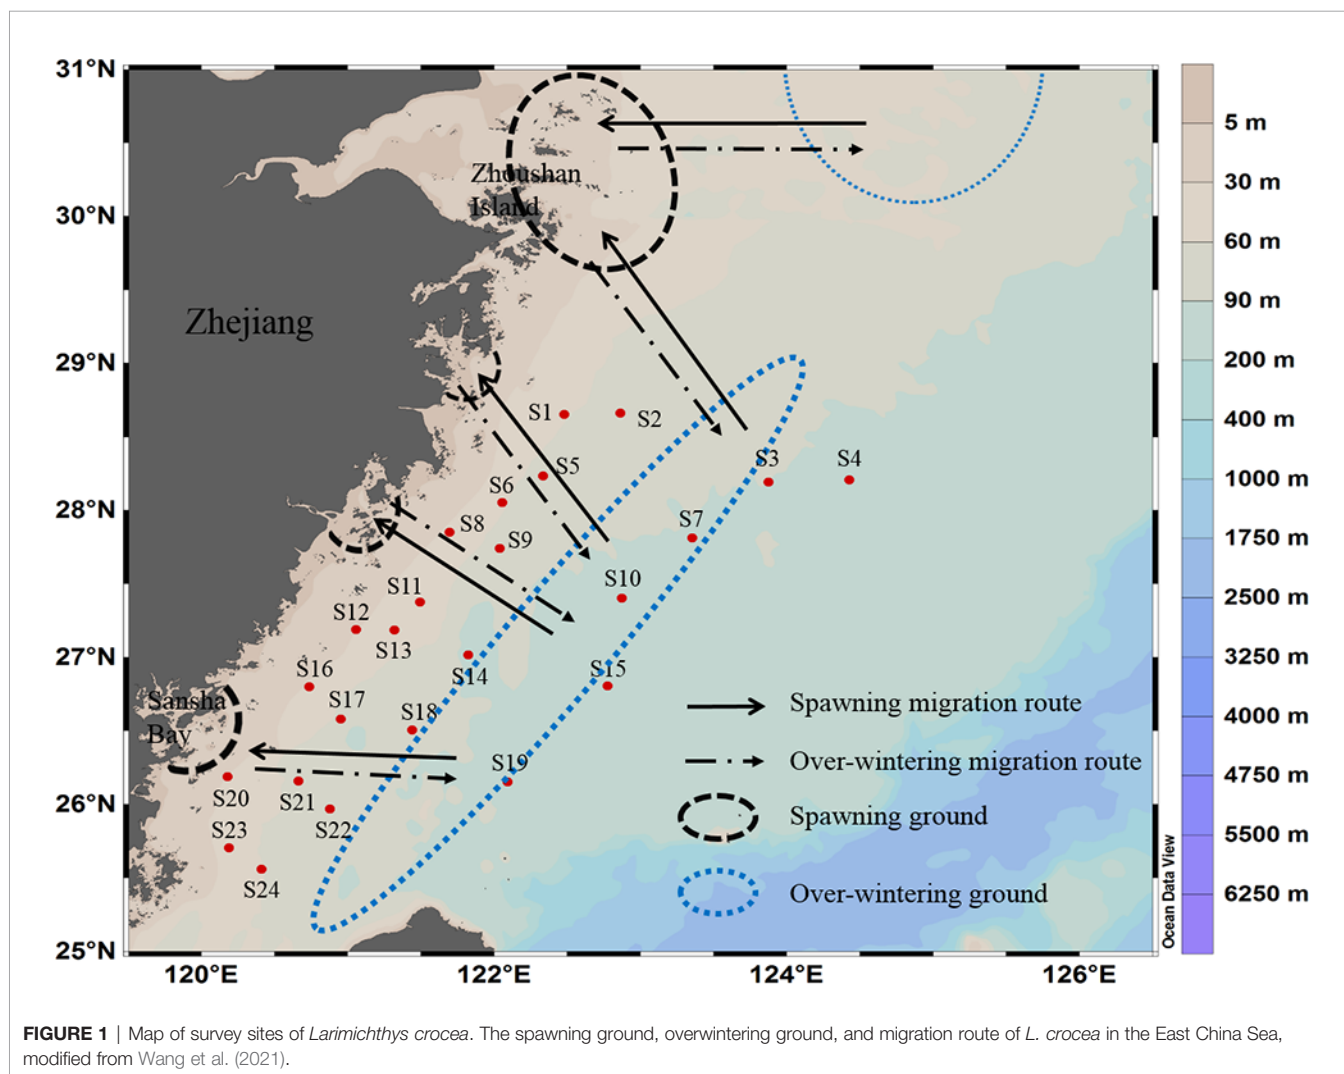 31°N
30°N
29°N
28°N
27°N
26°N
25°N
120°E
122°E
124°E
126°E
Zhoushan
Island
Zhejiang
Sansha
Bay
S1
S2
S3
S4
S5
S6
S7
S8
S9
S10
S11
S12
S13
S14
S15
S16
S17
S18
S19
S20
S21
S22
S23
S24
Spawning migration route
Over-wintering migration route
Spawning ground
Over-wintering ground
Ocean Data View
5 m
30 m
60 m
90 m
200 m
400 m
1000 m
1750 m
2500 m
3250 m
4000 m
4750 m
5500 m
6250 m
FIGURE 1 | Map of survey sites of Larimichthys crocea. The spawning ground, overwintering ground, and migration route of L. crocea in the East China Sea,
modified from Wang et al. (2021).